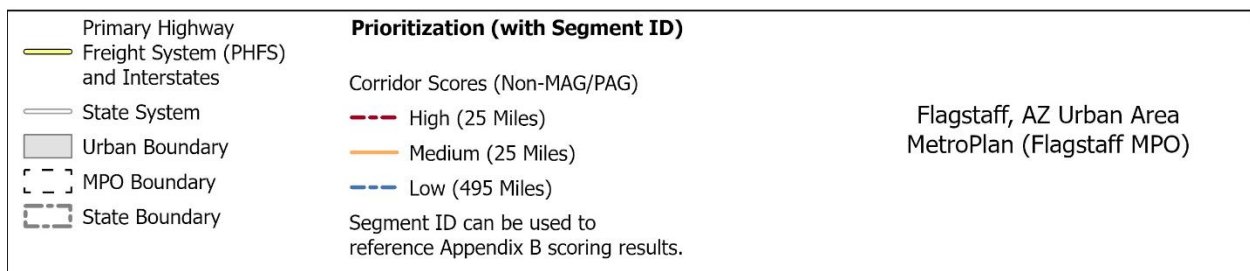 Primary Highway
Freight System (PHFS)
and Interstates
State System
Urban Boundary
MPO Boundary
State Boundary
Prioritization (with Segment ID)
Corridor Scores (Non-MAG/PAG)
High (25 Miles)
Medium (25 Miles)
Low (495 Miles)
Segment ID can be used to
reference Appendix B scoring results.
Flagstaff, AZ Urban Area
MetroPlan (Flagstaff MPO)